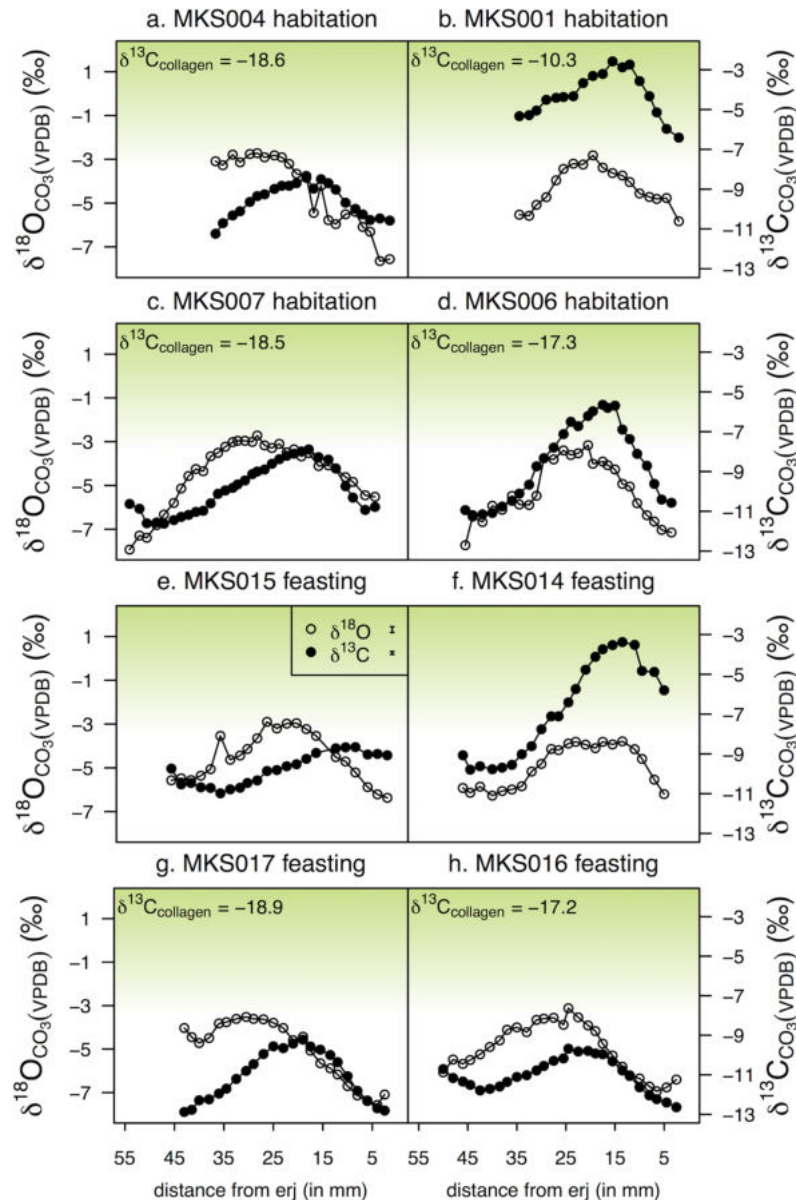 a. MKS004 habitation
b. MKS001 habitation
δ¹³Ccollagen = −18.6
δ¹³Ccollagen = −10.3
1
−1
−3
−5
−7
δ¹⁸OCO₃(VPDB) (‰)
−3
−5
−7
−9
−11
−13
δ¹³CCO₃(VPDB) (‰)
c. MKS007 habitation
d. MKS006 habitation
δ¹³Ccollagen = −18.5
δ¹³Ccollagen = −17.3
1
−1
−3
−5
−7
δ¹⁸OCO₃(VPDB) (‰)
−3
−5
−7
−9
−11
−13
δ¹³CCO₃(VPDB) (‰)
e. MKS015 feasting
f. MKS014 feasting
δ¹⁸O
δ¹³C
1
−1
−3
−5
−7
δ¹⁸OCO₃(VPDB) (‰)
−3
−5
−7
−9
−11
−13
δ¹³CCO₃(VPDB) (‰)
g. MKS017 feasting
h. MKS016 feasting
δ¹³Ccollagen = −18.9
δ¹³Ccollagen = −17.2
1
−1
−3
−5
−7
δ¹⁸OCO₃(VPDB) (‰)
−3
−5
−7
−9
−11
−13
δ¹³CCO₃(VPDB) (‰)
55 45 35 25 15 5
55 45 35 25 15 5
distance from erj (in mm)
distance from erj (in mm)